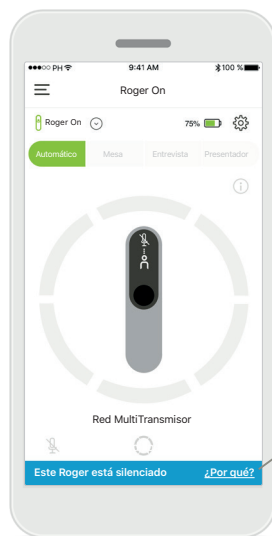 PH 9:41 AM 100 %
Roger On
Roger On 75%
Automático Mesa Entrevista Presentador
Red MultiTransmisor
Este Roger está silenciado ¿Por qué?